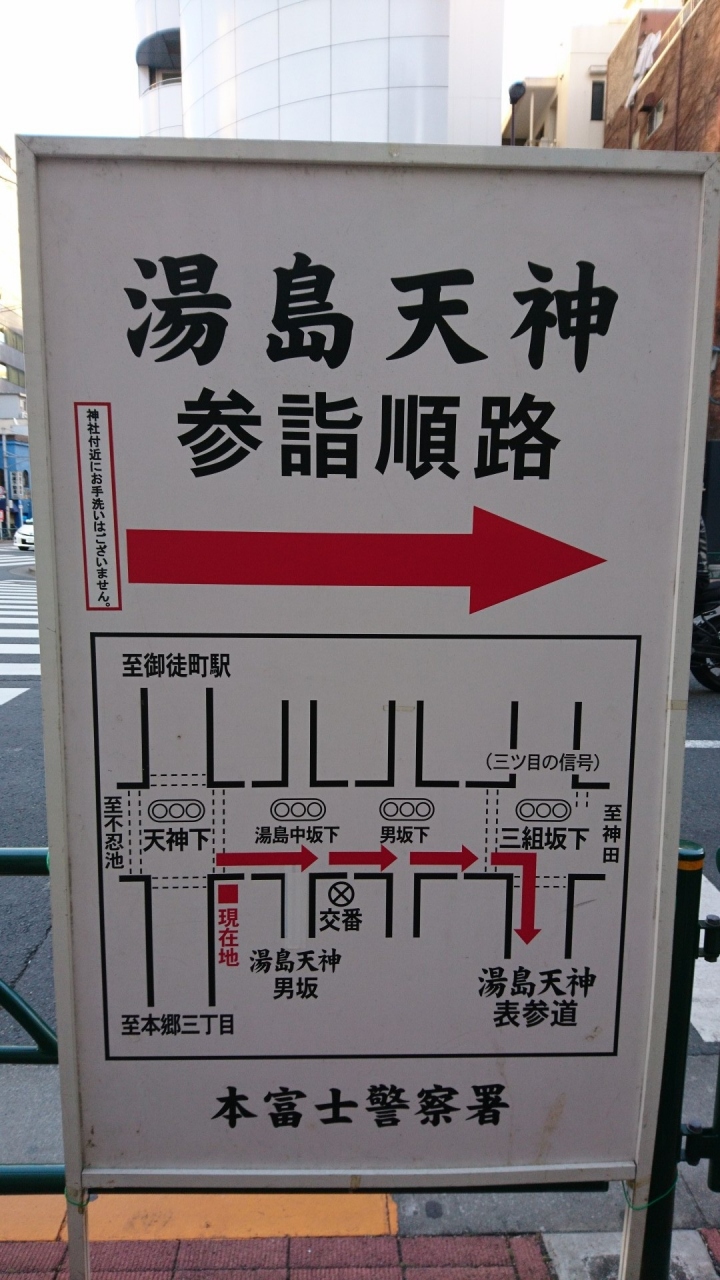 湯島天神
参詣順路
神社付近にお手洗いはございません。
至御徒町駅
(三ツ目の信号)
至不忍池
天神下
湯島中坂下
男坂下
三組坂下
至神田
現在地
交番
湯島天神
男坂
湯島天神
表参道
至本郷三丁目
本富士警察署